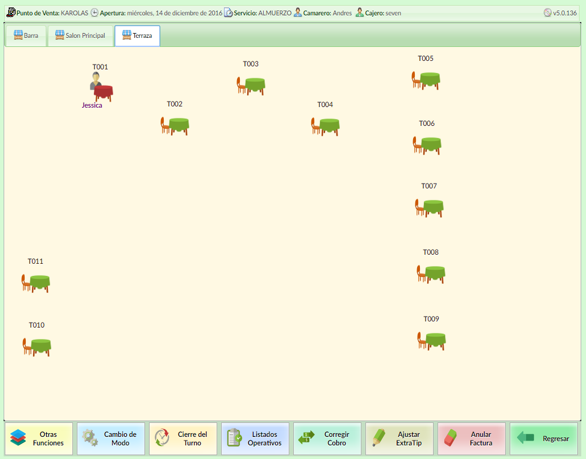 Punto de Venta: KAROLAS Apertura: miércoles, 14 de diciembre de 2016 Servicio: ALMUERZO Camarero: Andres Cajero: seven v5.0.136
Barra Salon Principal Terraza
T001
Jessica
T002
T003
T004
T005
T006
T007
T008
T009
T011
T010
Otras
Funciones
Cambio de
Modo
Cierre del
Turno
Listados
Operativos
Corregir
Cobro
Ajustar
ExtraTip
Anular
Factura
Regresar